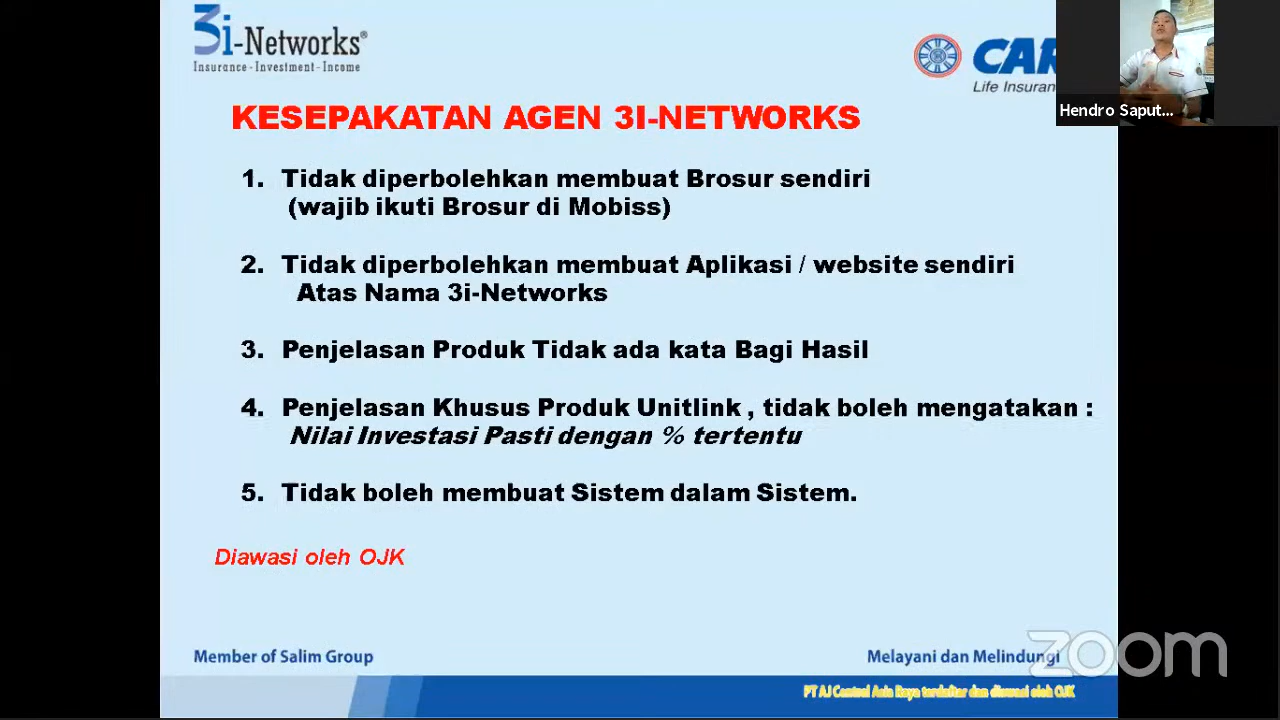 3i-Networks®
Insurance - Investment - Income
CAR
Life Insuran
Hendro Saput...
KESEPAKATAN AGEN 3I-NETWORKS
1. Tidak diperbolehkan membuat Brosur sendiri
(wajib ikuti Brosur di Mobiss)
2. Tidak diperbolehkan membuat Aplikasi / website sendiri
Atas Nama 3i-Networks
3. Penjelasan Produk Tidak ada kata Bagi Hasil
4. Penjelasan Khusus Produk Unitlink , tidak boleh mengatakan :
Nilai Investasi Pasti dengan % tertentu
5. Tidak boleh membuat Sistem dalam Sistem.
Diawasi oleh OJK
Member of Salim Group
Melayani dan Melindungi
zoom
PT AJ Central Asia Raya terdaftar dan diawasi oleh OJK